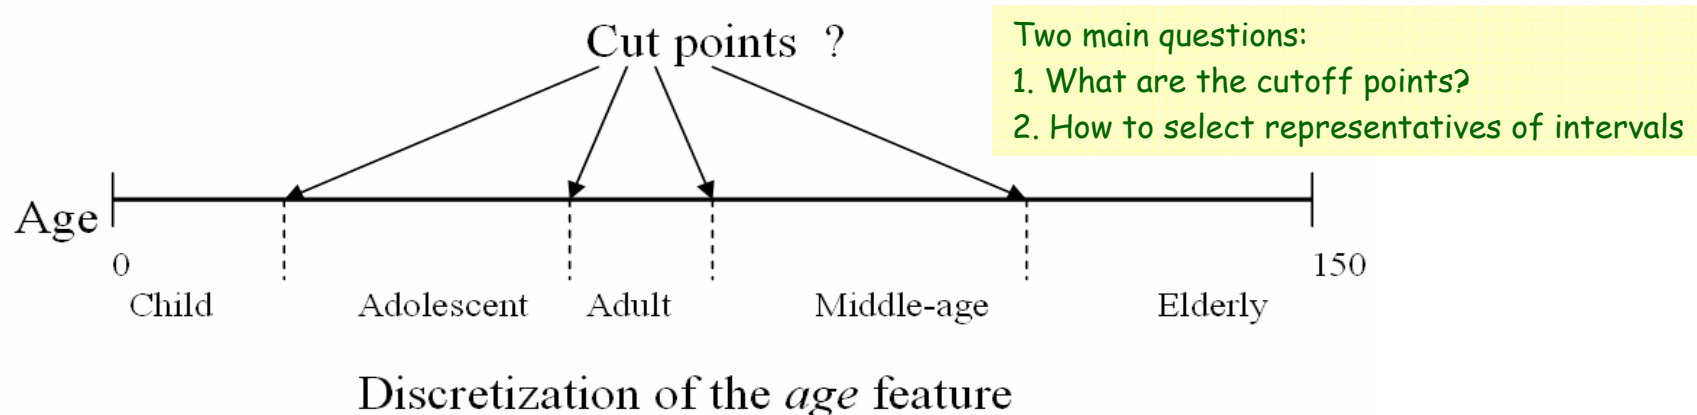 Cut points ?
Two main questions:
1. What are the cutoff points?
2. How to select representatives of intervals
Age
0
150
Child
Adolescent
Adult
Middle-age
Elderly
Discretization of the age feature